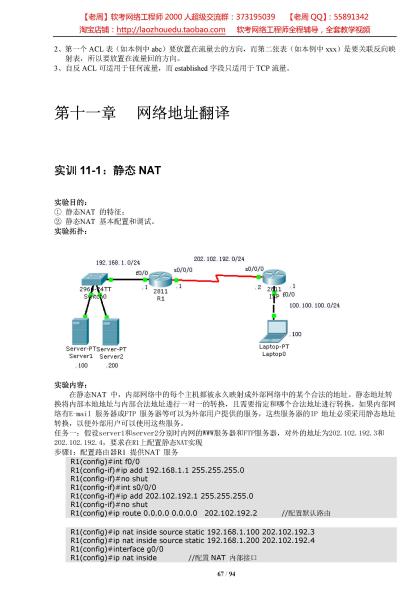 【老周】软考网络工程师 2000 人超级交流群：373195039 【老周 QQ】：55891342
淘宝店铺：http://laozhouedu.taobao.com 软考网络工程师全程辅导，全套教学视频
2、第一个 ACL 表（如本例中 abc）要放置在流量去的方向，而第二张表（如本例中 xxx）是要关联反向映
射表，所以要放置在流量回的方向。
3、自反 ACL 可适用于任何流量，而 established 字段只适用于 TCP 流量。
第十一章 网络地址翻译
实训 11-1：静态 NAT
实验目的：
① 静态NAT 的特征；
② 静态NAT 基本配置和调试。
实验拓扑：
192.168.1.0/24
202.102.192.0/24
f0/0
s0/0/0
s0/0/0
.1
.1
.2
.1
2811
R1
2811
ISP
f0/0
100.100.100.0/24
Server-PT
Server1
.100
Server-PT
Server2
.200
.100
Laptop-PT
Laptop0
实验内容：
在静态NAT 中，内部网络中的每个主机都被永久映射成外部网络中的某个合法的地址。静态地址转
换将内部本地地址与内部合法地址进行一对一的转换，且需要指定和哪个合法地址进行转换。如果内部网
络有E-mail 服务器或FTP 服务器等可以为外部用户提供的服务，这些服务器的IP 地址必须采用静态地址
转换，以便外部用户可以使用这些服务。
任务一：假设server1和server2分别时内网的WWW服务器和FTP服务器，对外的地址为202.102.192.3和
202.102.192.4，要求在R1上配置静态NAT实现
步骤1：配置路由器R1 提供NAT 服务
R1(config)#int f0/0
R1(config-if)#ip add 192.168.1.1 255.255.255.0
R1(config-if)#no shut
R1(config-if)#int s0/0/0
R1(config-if)#ip add 202.102.192.1 255.255.255.0
R1(config-if)#no shut
R1(config)#ip route 0.0.0.0 0.0.0.0 202.102.192.2 //配置默认路由
R1(config)#ip nat inside source static 192.168.1.100 202.102.192.3
R1(config)#ip nat inside source static 192.168.1.200 202.102.192.4
R1(config)#interface g0/0
R1(config-if)#ip nat inside //配置 NAT 内部接口
67 / 94